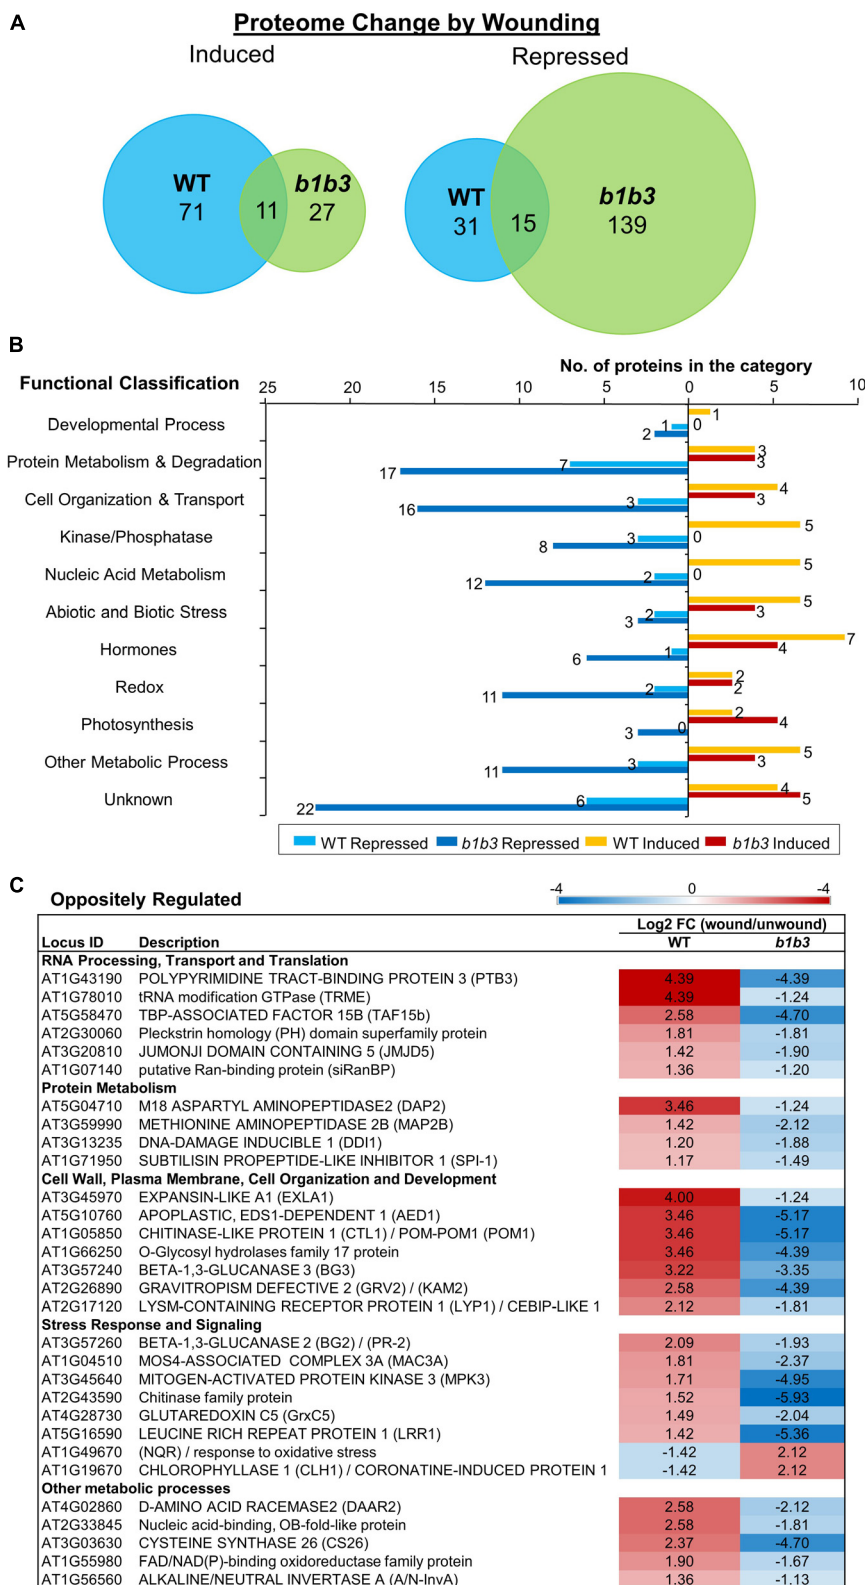 A
Proteome Change by Wounding
Induced Repressed
WT 71 11 b1b3 27
WT 31 15 b1b3 139
B
No. of proteins in the category
Functional Classification
25 20 15 10 5 0 5 10
Developmental Process 1 2 1 0
Protein Metabolism & Degradation 7 17 3 3
Cell Organization & Transport 3 16 4 3
Kinase/Phosphatase 3 8 5 0
Nucleic Acid Metabolism 2 12 5 0
Abiotic and Biotic Stress 2 3 5 3
Hormones 1 6 7 4
Redox 2 11 2 2
Photosynthesis 0 3 2 4
Other Metabolic Process 3 11 5 3
Unknown 6 22 4 5
WT Repressed b1b3 Repressed WT Induced b1b3 Induced
C
Oppositely Regulated
-4 0 -4
Log2 FC (wound/unwound)
Locus ID Description WT b1b3
RNA Processing, Transport and Translation
AT1G43190 POLYPYRIMIDINE TRACT-BINDING PROTEIN 3 (PTB3) 4.39 -4.39
AT1G78010 tRNA modification GTPase (TRME) 4.39 -1.24
AT5G58470 TBP-ASSOCIATED FACTOR 15B (TAF15b) 2.58 -4.70
AT2G30060 Pleckstrin homology (PH) domain superfamily protein 1.81 -1.81
AT3G20810 JUMONJI DOMAIN CONTAINING 5 (JMJD5) 1.42 -1.90
AT1G07140 putative Ran-binding protein (siRanBP) 1.36 -1.20
Protein Metabolism
AT5G04710 M18 ASPARTYL AMINOPEPTIDASE2 (DAP2) 3.46 -1.24
AT3G59990 METHIONINE AMINOPEPTIDASE 2B (MAP2B) 1.42 -2.12
AT3G13235 DNA-DAMAGE INDUCIBLE 1 (DDI1) 1.20 -1.88
AT1G71950 SUBTILISIN PROPEPTIDE-LIKE INHIBITOR 1 (SPI-1) 1.17 -1.49
Cell Wall, Plasma Membrane, Cell Organization and Development
AT3G45970 EXPANSIN-LIKE A1 (EXLA1) 4.00 -1.24
AT5G10760 APOPLASTIC, EDS1-DEPENDENT 1 (AED1) 3.46 -5.17
AT1G05850 CHITINASE-LIKE PROTEIN 1 (CTL1) / POM-POM1 (POM1) 3.46 -5.17
AT1G66250 O-Glycosyl hydrolases family 17 protein 3.46 -4.39
AT3G57240 BETA-1,3-GLUCANASE 3 (BG3) 3.22 -3.35
AT2G26890 GRAVITROPISM DEFECTIVE 2 (GRV2) / (KAM2) 2.58 -4.39
AT2G17120 LYSM-CONTAINING RECEPTOR PROTEIN 1 (LYP1) / CEBIP-LIKE 1 2.12 -1.81
Stress Response and Signaling
AT3G57260 BETA-1,3-GLUCANASE 2 (BG2) / (PR-2) 2.09 -1.93
AT1G04510 MOS4-ASSOCIATED COMPLEX 3A (MAC3A) 1.81 -2.37
AT3G45640 MITOGEN-ACTIVATED PROTEIN KINASE 3 (MPK3) 1.71 -4.95
AT2G43590 Chitinase family protein 1.52 -5.93
AT4G28730 GLUTAREDOXIN C5 (GrxC5) 1.49 -2.04
AT5G16590 LEUCINE RICH REPEAT PROTEIN 1 (LRR1) 1.42 -5.36
AT1G49670 (NQR) / response to oxidative stress -1.42 2.12
AT1G19670 CHLOROPHYLLASE 1 (CLH1) / CORONATINE-INDUCED PROTEIN 1 -1.42 2.12
Other metabolic processes
AT4G02860 D-AMINO ACID RACEMASE2 (DAAR2) 2.58 -2.12
AT2G33845 Nucleic acid-binding, OB-fold-like protein 2.58 -1.81
AT3G03630 CYSTEINE SYNTHASE 26 (CS26) 2.37 -4.70
AT1G55980 FAD/NAD(P)-binding oxidoreductase family protein 1.90 -1.67
AT1G56560 ALKALINE/NEUTRAL INVERTASE A (A/N-InvA) 1.36 -1.13